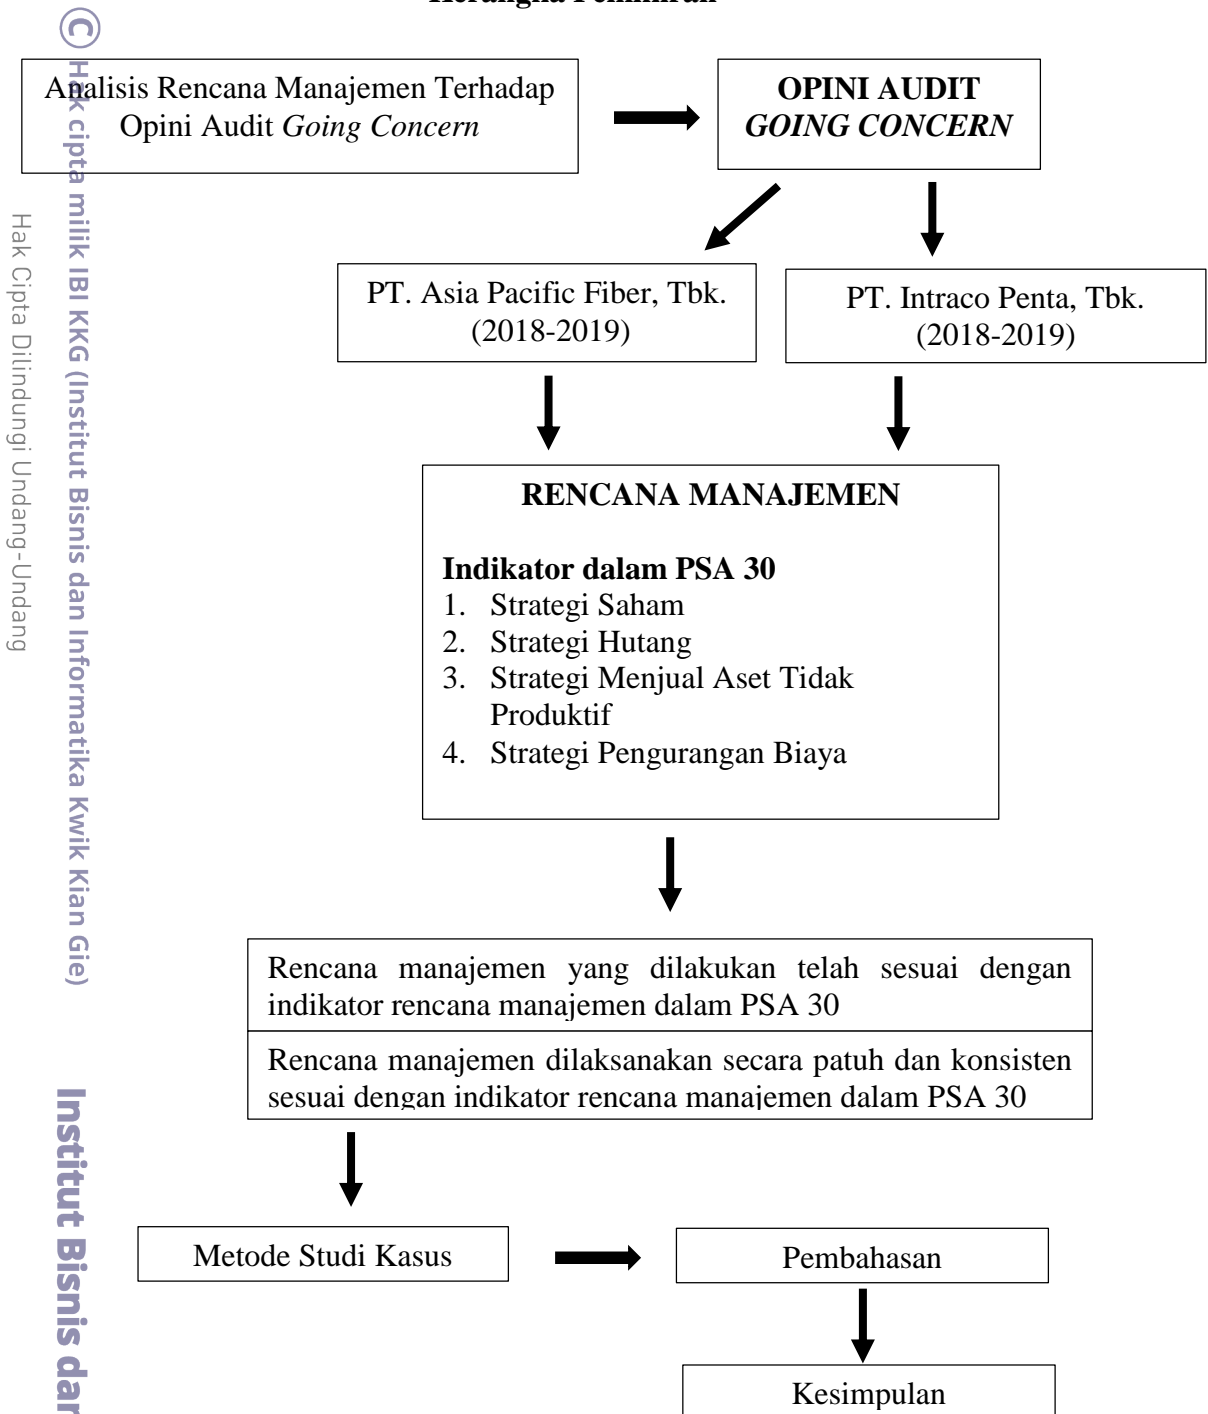 Kerangka Pemikiran
Analisis Rencana Manajemen Terhadap
Opini Audit Going Concern
OPINI AUDIT
GOING CONCERN
PT. Asia Pacific Fiber, Tbk.
(2018-2019)
PT. Intraco Penta, Tbk.
(2018-2019)
RENCANA MANAJEMEN
Indikator dalam PSA 30
1. Strategi Saham
2. Strategi Hutang
3. Strategi Menjual Aset Tidak
Produktif
4. Strategi Pengurangan Biaya
Rencana manajemen yang dilakukan telah sesuai dengan
indikator rencana manajemen dalam PSA 30
Rencana manajemen dilaksanakan secara patuh dan konsisten
sesuai dengan indikator rencana manajemen dalam PSA 30
Metode Studi Kasus
Pembahasan
Kesimpulan
© Hak cipta milik IBI KKG (Institut Bisnis dan Informatika Kwik Kian Gie)
Hak Cipta Dilindungi Undang-Undang
Institut Bisnis dan